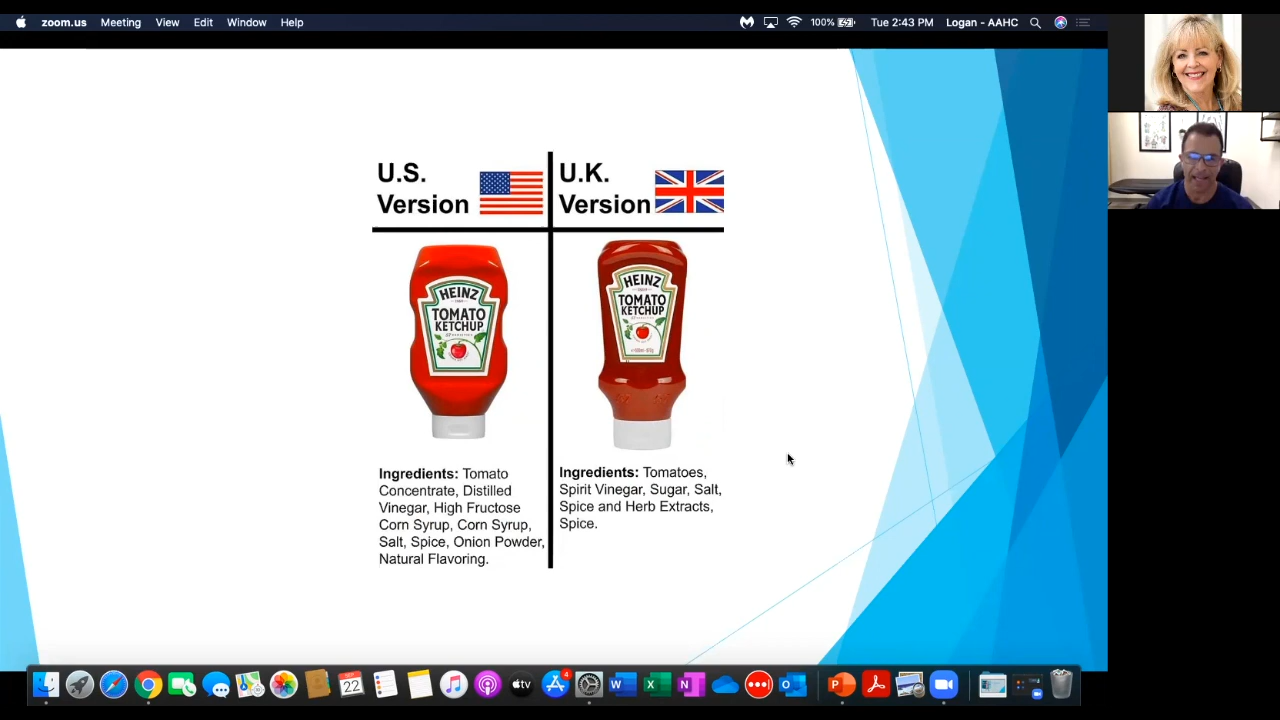 zoom.us Meeting View Edit Window Help 100% Tue 2:43 PM Logan - AAHC
U.S.
Version
U.K.
Version
HEINZ
TOMATO
KETCHUP
HEINZ
TOMATO
KETCHUP
Ingredients: Tomato
Concentrate, Distilled
Vinegar, High Fructose
Corn Syrup, Corn Syrup,
Salt, Spice, Onion Powder,
Natural Flavoring.
Ingredients: Tomatoes,
Spirit Vinegar, Sugar, Salt,
Spice and Herb Extracts,
Spice.
22
tv
4
W
X
N
O
P